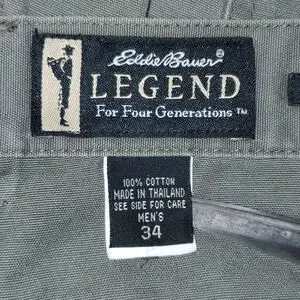 Eddie Bauer®
LEGEND
For Four Generations™
100% COTTON
MADE IN THAILAND
SEE SIDE FOR CARE
MEN'S
34